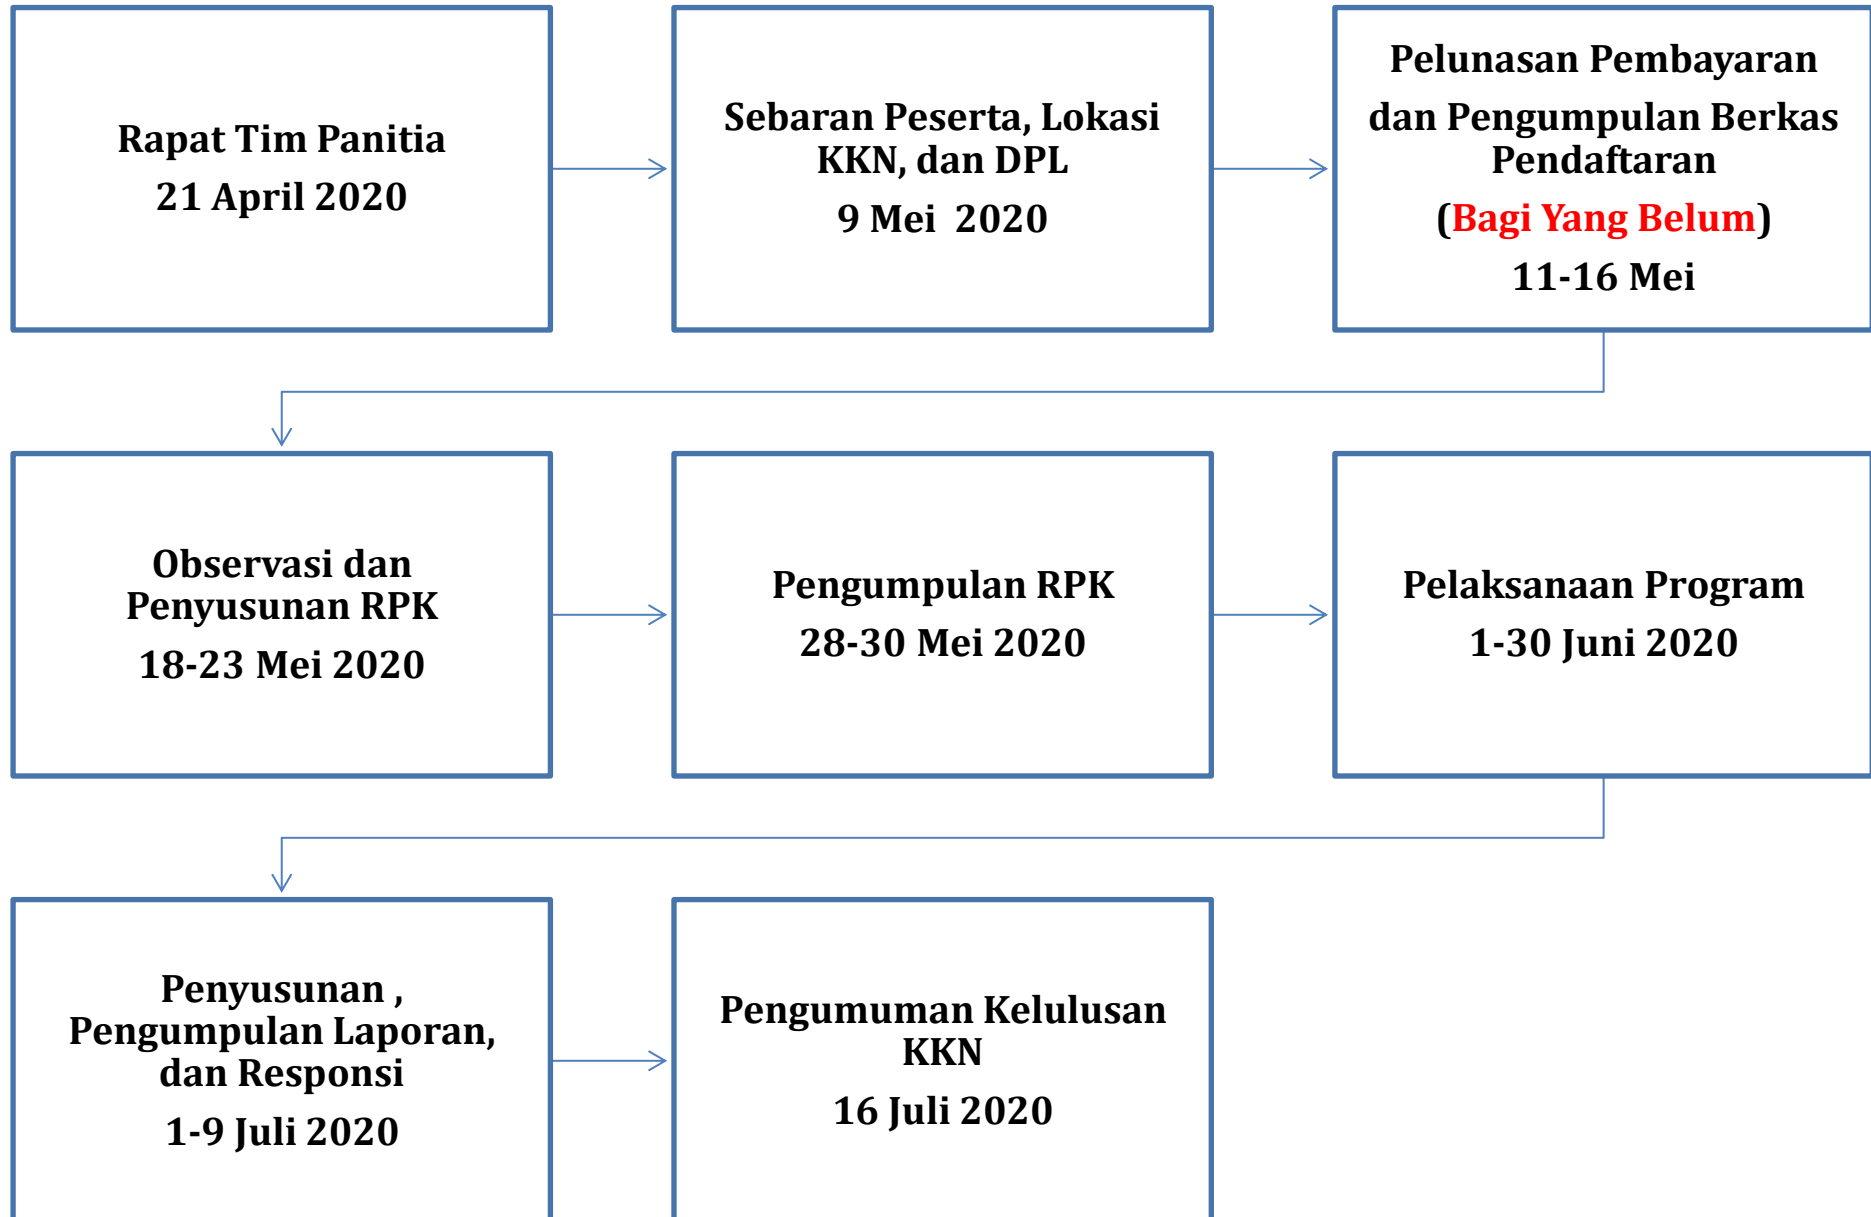 Rapat Tim Panitia
21 April 2020
Sebaran Peserta, Lokasi
KKN, dan DPL
9 Mei  2020
Pelunasan Pembayaran
dan Pengumpulan Berkas
Pendaftaran
(Bagi Yang Belum)
11-16 Mei
Observasi dan
Penyusunan RPK
18-23 Mei 2020
Pengumpulan RPK
28-30 Mei 2020
Pelaksanaan Program
1-30 Juni 2020
Penyusunan ,
Pengumpulan Laporan,
dan Responsi
1-9 Juli 2020
Pengumuman Kelulusan
KKN
16 Juli 2020